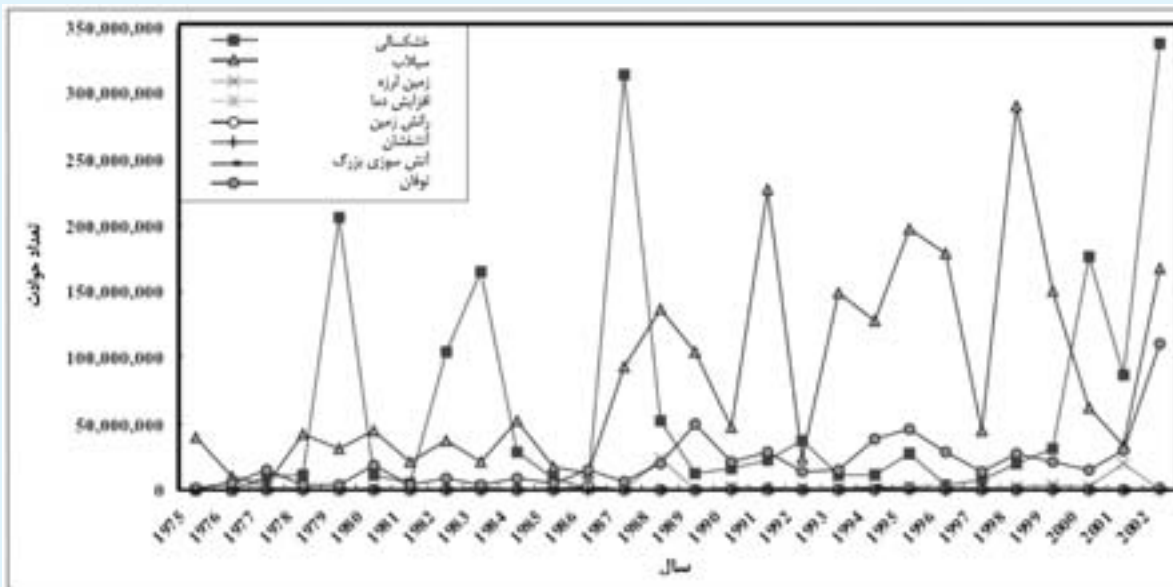 350,000,000
300,000,000
250,000,000
200,000,000
150,000,000
100,000,000
50,000,000
0
تعداد حوادث
خشکسالی
سیلاب
زمین لرزه
افزایش دما
رانش زمین
آتشفشان
آتش سوزی بزرگ
توفان
1975 1976 1977 1978 1979 1980 1981 1982 1983 1984 1985 1986 1987 1988 1989 1990 1991 1992 1993 1994 1995 1996 1997 1998 1999 2000 2001 2002
سال